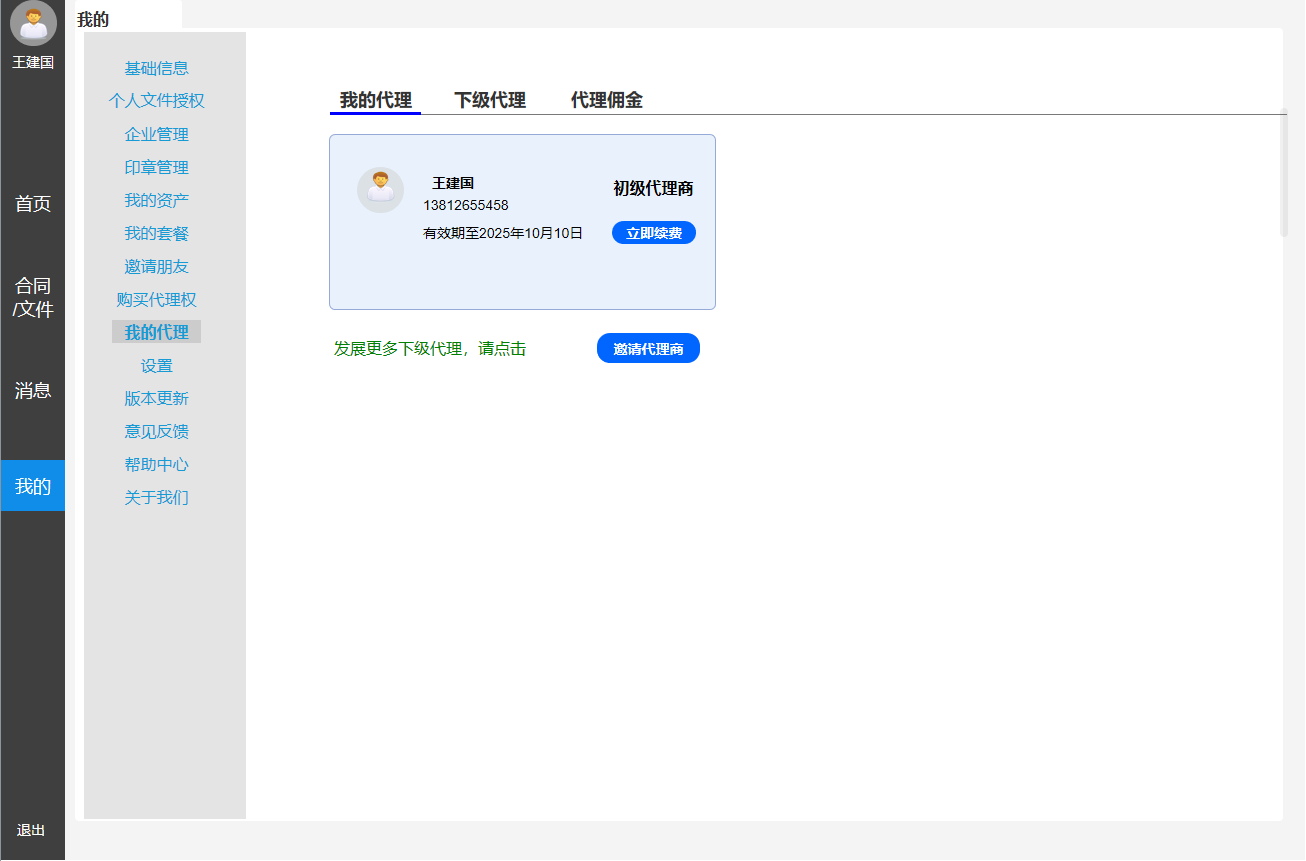 王建国
首页
合同
/文件
消息
我的
退出
我的
基础信息
个人文件授权
企业管理
印章管理
我的资产
我的套餐
邀请朋友
购买代理权
我的代理
设置
版本更新
意见反馈
帮助中心
关于我们
我的代理 下级代理 代理佣金
王建国
13812655458
有效期至2025年10月10日
初级代理商
立即续费
发展更多下级代理，请点击
邀请代理商